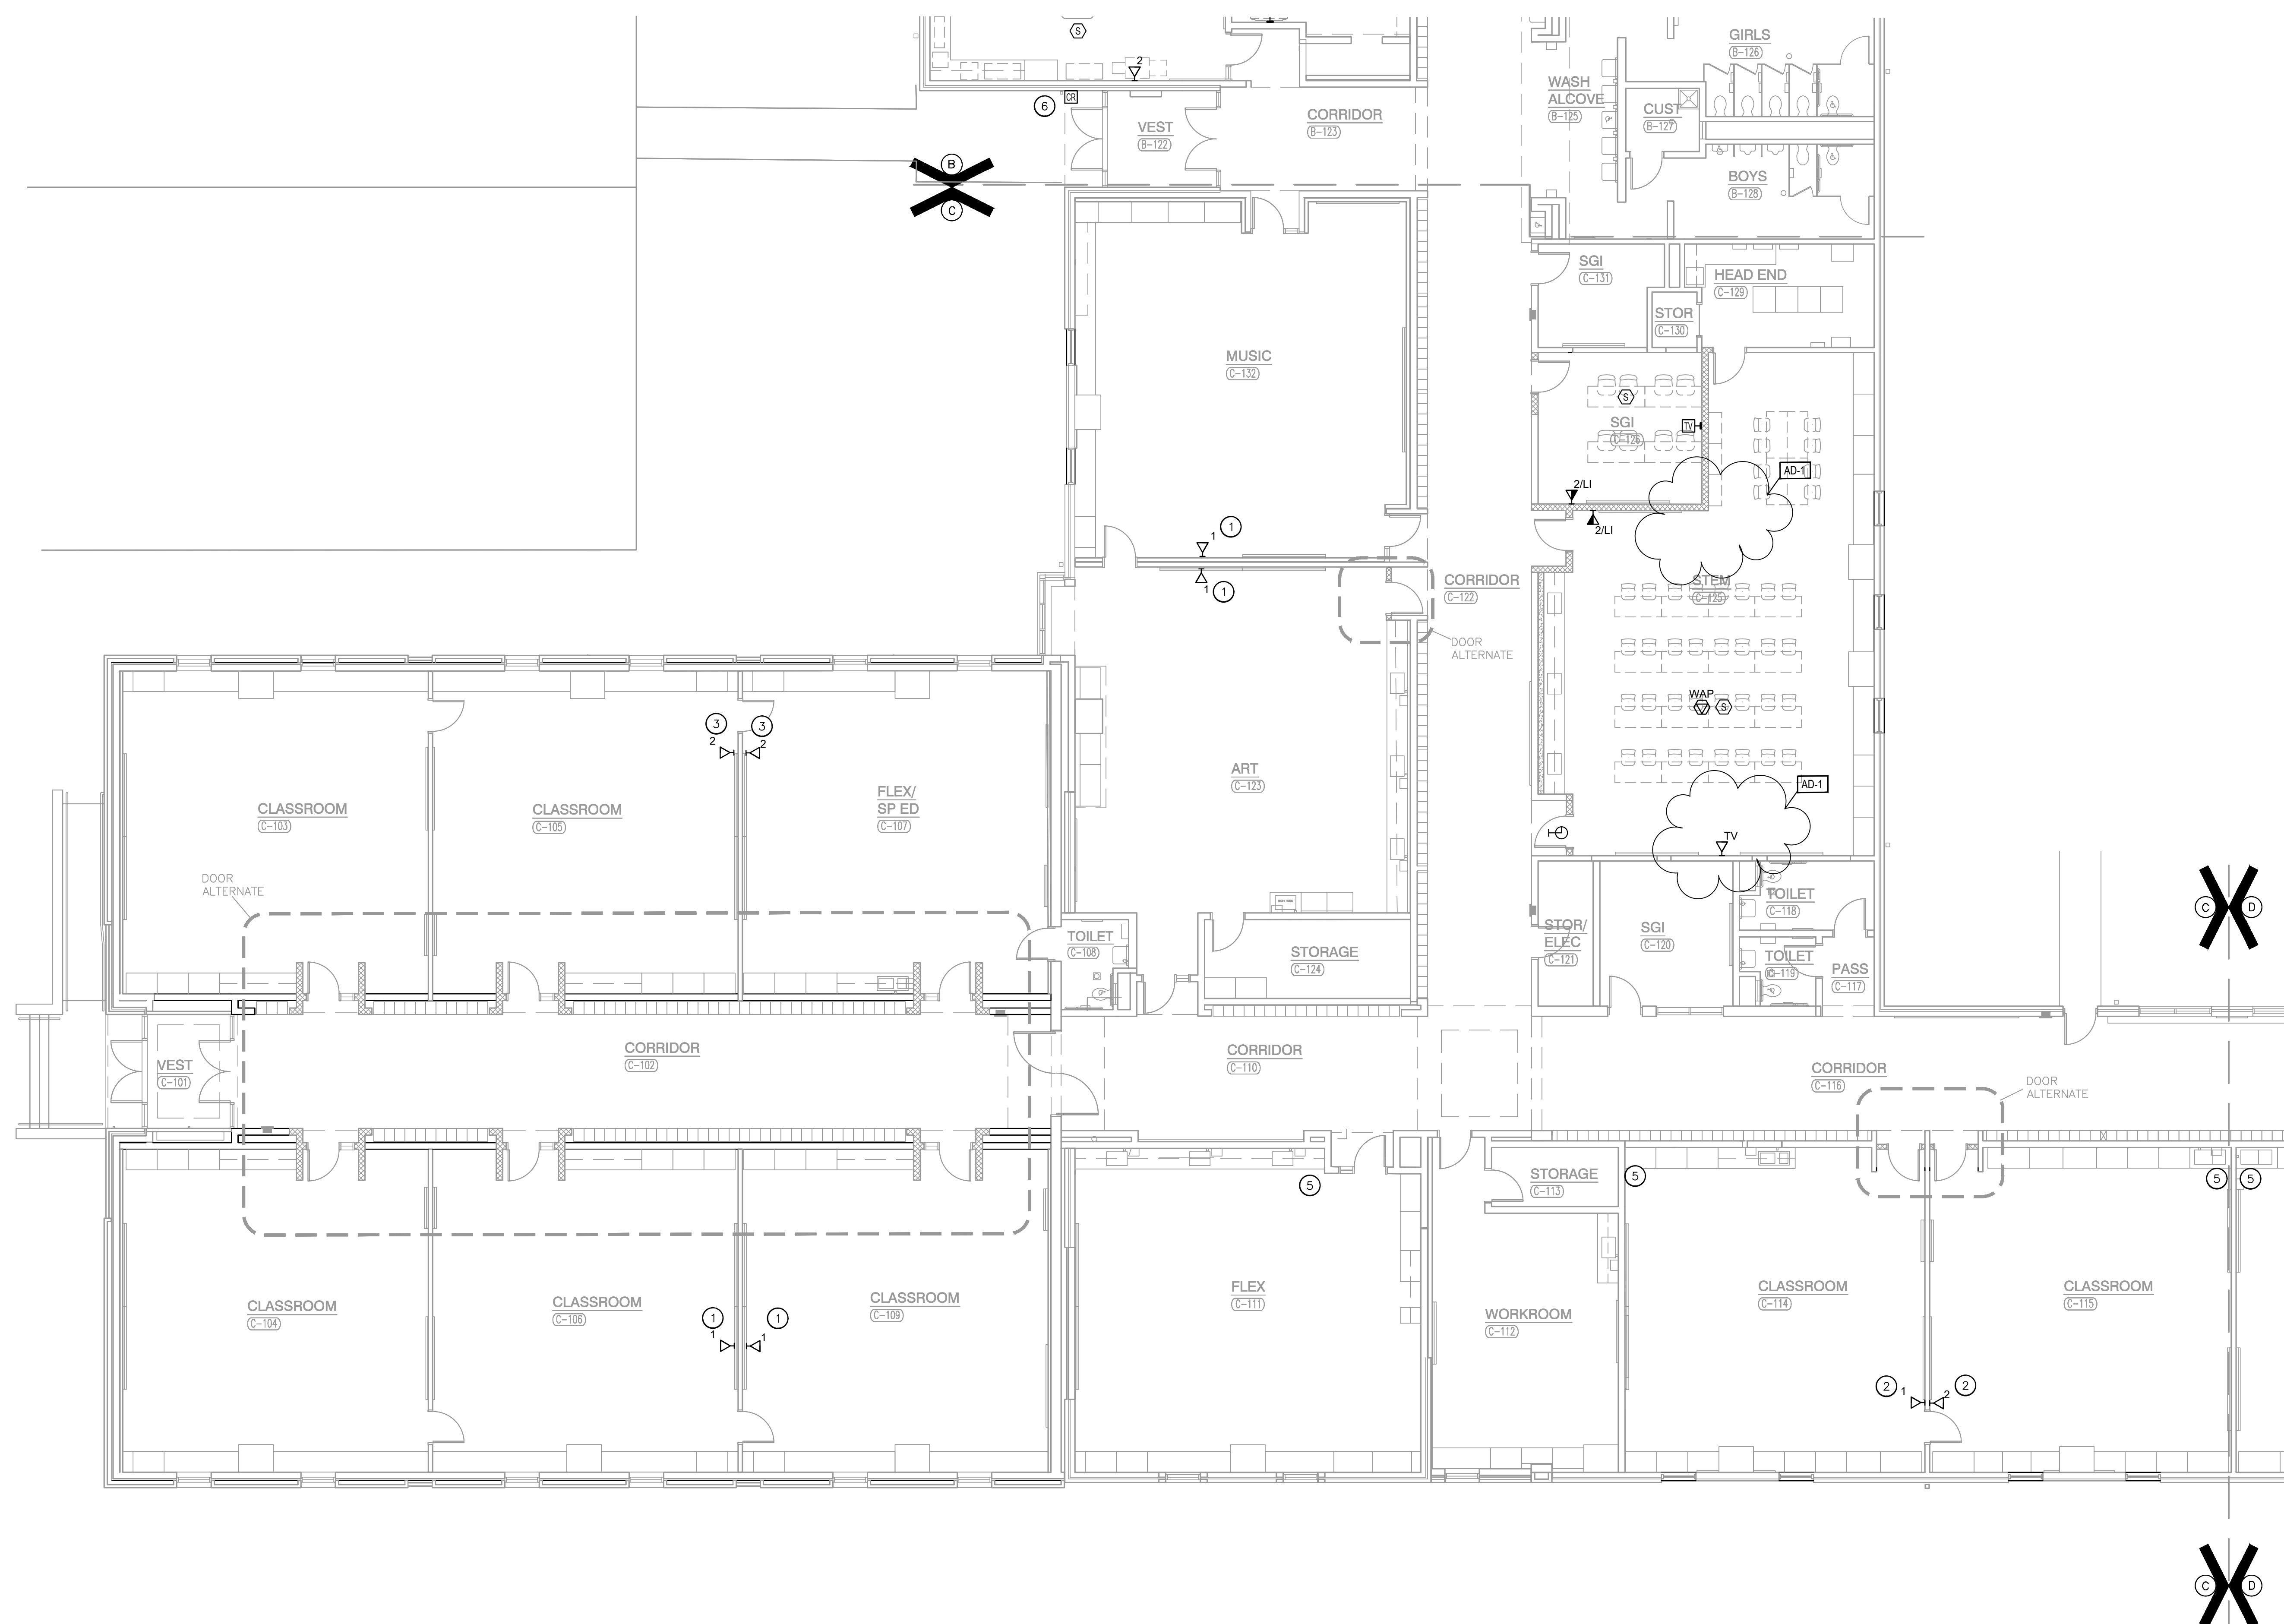 GIRLS
(B-126)
S
2
WASH
ALCOVE
(B-125)
CR
6
CORRIDOR
(B-123)
CUST
(B-127)
VEST
(B-122)
B
C
BOYS
(B-128)
SGI
(C-131)
HEAD END
(C-129)
STOR
(C-130)
MUSIC
(C-132)
S
SGI
(C-126)
TV
AD-1
2/LI
2/LI
1
1
1
1
CORRIDOR
(C-122)
STEM
(C-125)
DOOR
ALTERNATE
WAP
S
3
3
2
2
ART
(C-123)
FLEX/
SP ED
(C-107)
CLASSROOM
(C-103)
CLASSROOM
(C-105)
AD-1
TV
DOOR
ALTERNATE
TOILET
(C-118)
C
D
STOR/
ELEC
(C-121)
SGI
(C-120)
TOILET
(C-108)
STORAGE
(C-124)
TOILET
(C-119)
PASS
(C-117)
CORRIDOR
(C-102)
CORRIDOR
(C-110)
VEST
(C-101)
CORRIDOR
(C-116)
DOOR
ALTERNATE
5
STORAGE
(C-113)
5
5
5
FLEX
(C-111)
CLASSROOM
(C-114)
CLASSROOM
(C-115)
CLASSROOM
(C-104)
CLASSROOM
(C-106)
CLASSROOM
(C-109)
1
1
1
1
WORKROOM
(C-112)
2
1
2
2
C
D